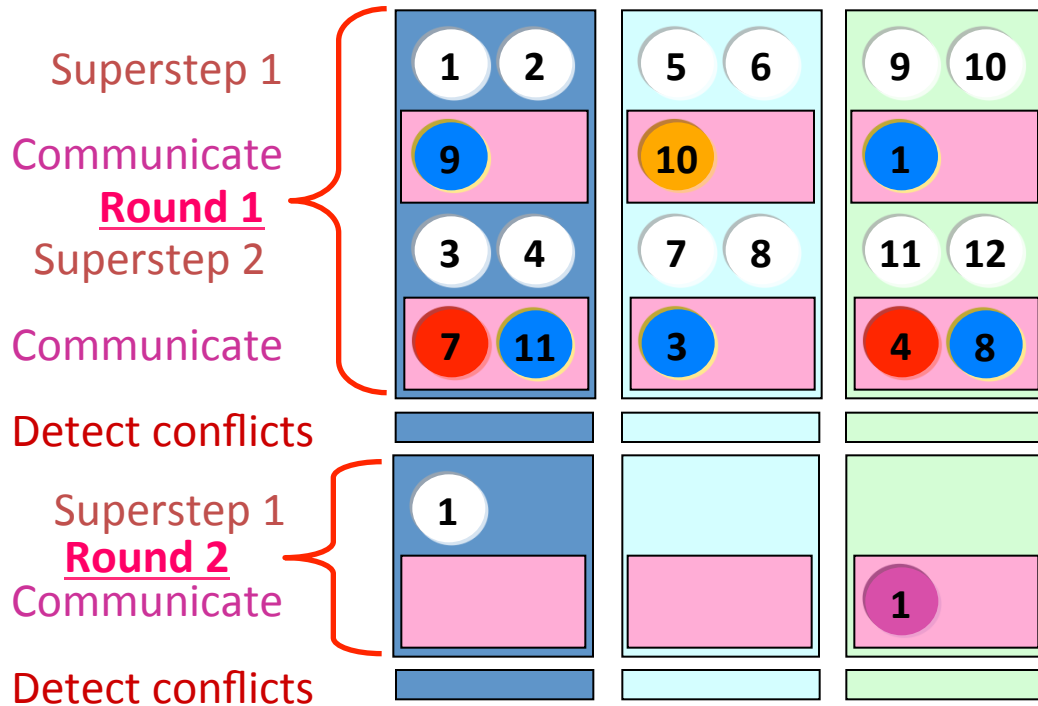 Superstep 1 1 2 5 6 9 10
Communicate 9 10 1
Round 1
Superstep 2 3 4 7 8 11 12
Communicate 7 11 3 4 8
Detect conflicts
Superstep 1 1
Round 2
Communicate 1
Detect conflicts